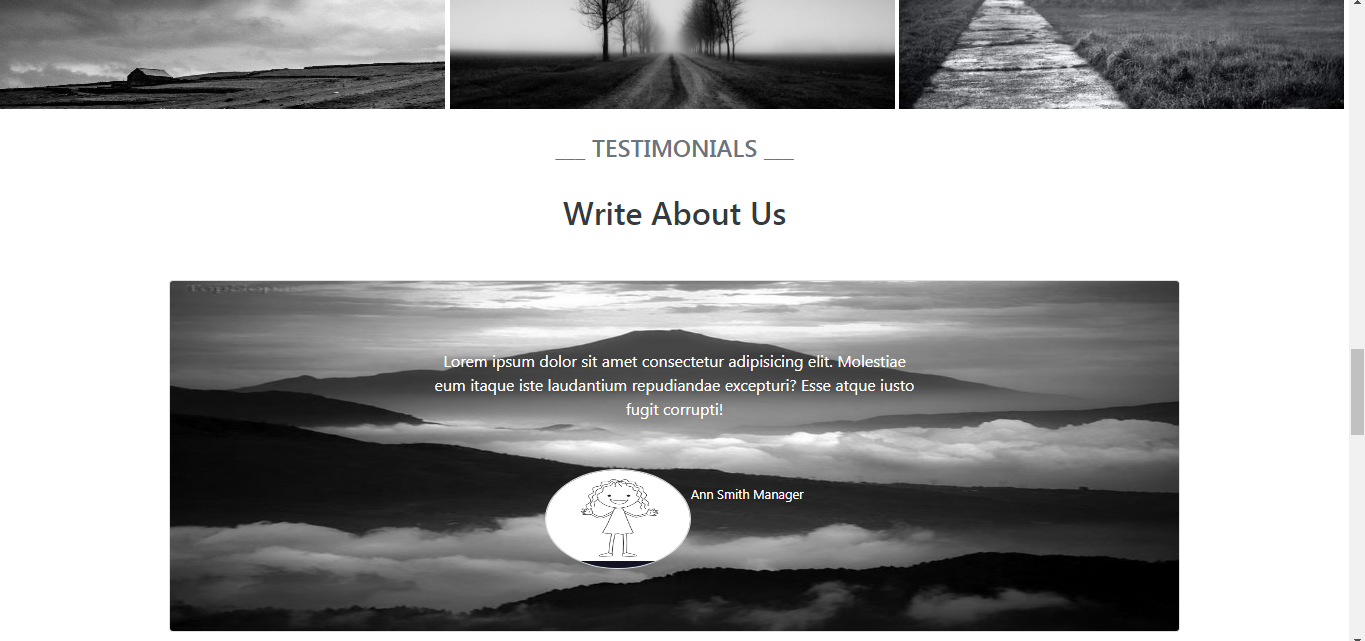 ___ TESTIMONIALS ___
Write About Us
Lorem ipsum dolor sit amet consectetur adipisicing elit. Molestiae
eum itaque iste laudantium repudiandae excepturi? Esse atque iusto
fugit corrupti!
Ann Smith Manager